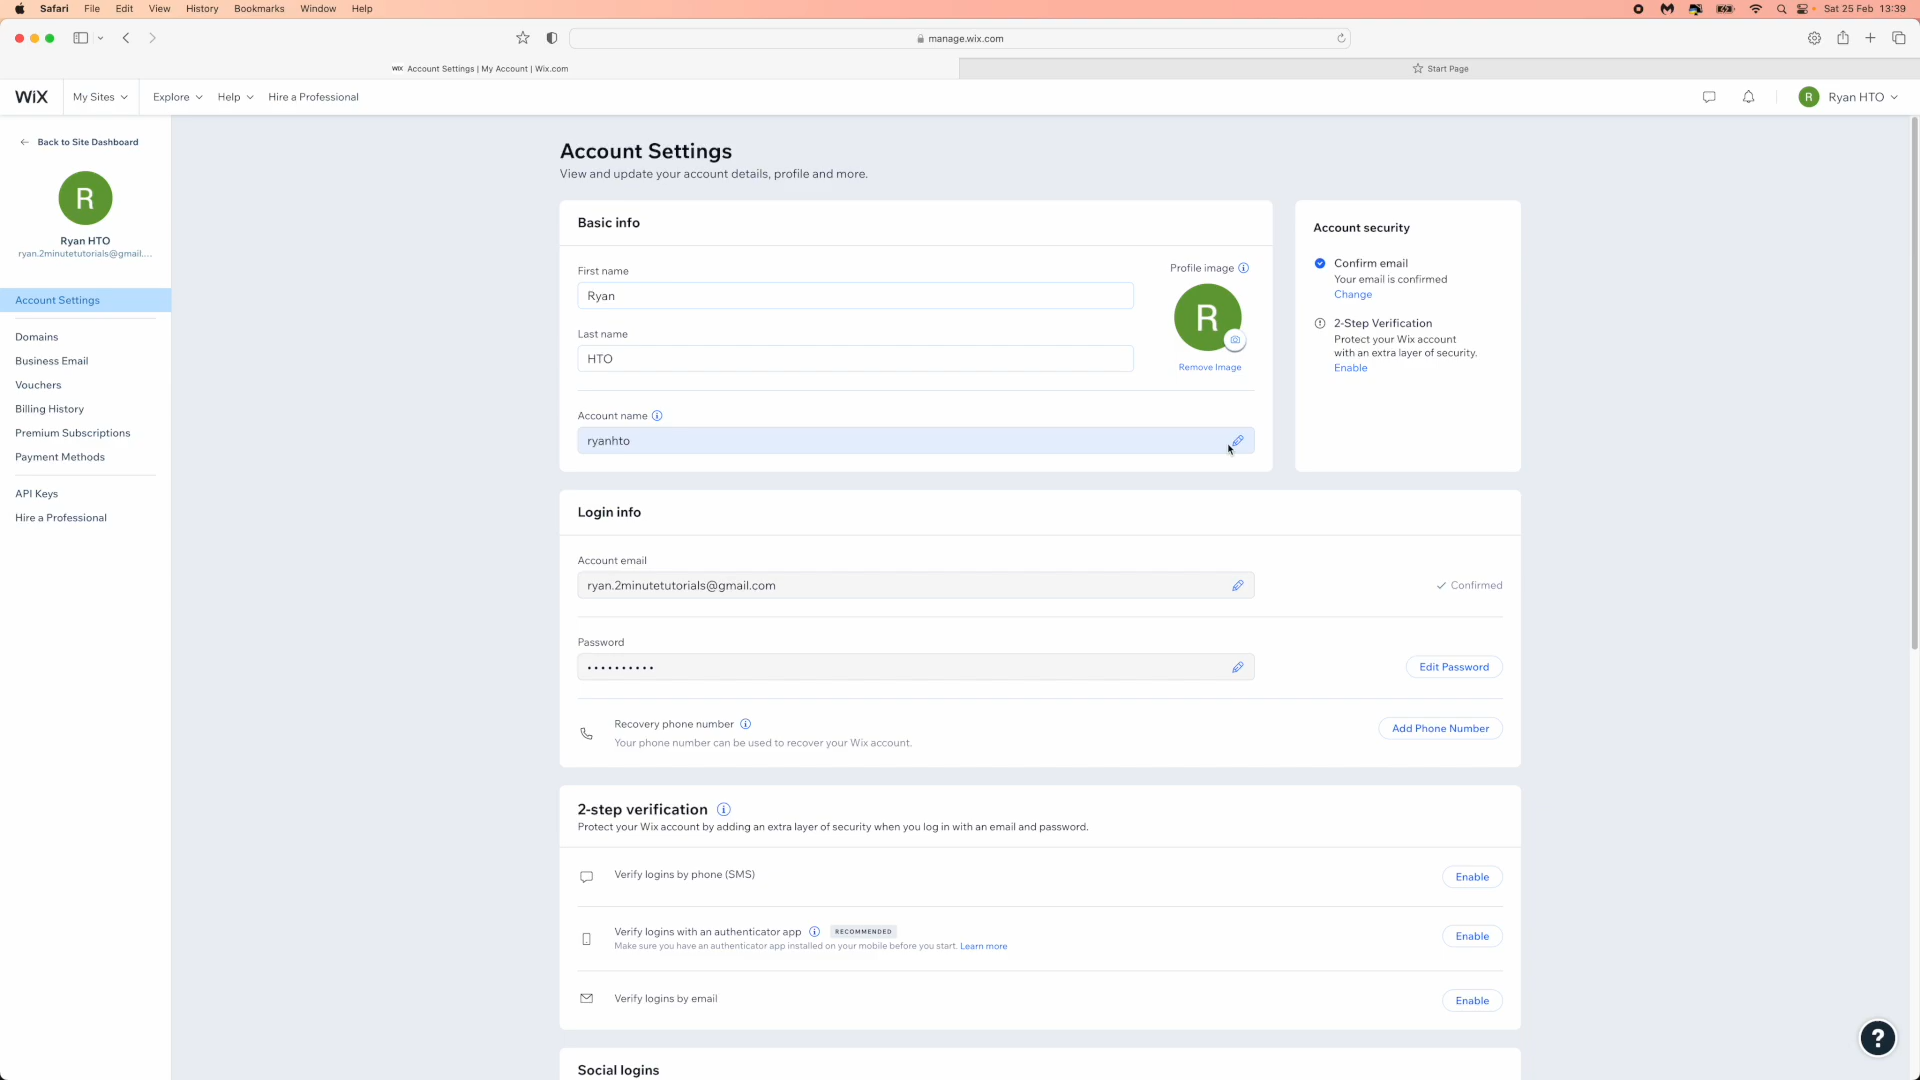 Safari File Edit View History Bookmarks Window Help
Sat 25 Feb 13:39
manage.wix.com
WIX Account Settings | My Account | Wix.com
Start Page
WiX My Sites Explore Help Hire a Professional
R Ryan HTO
Back to Site Dashboard
R
Ryan HTO
ryan.2minutetutorials@gmail....
Account Settings
Domains
Business Email
Vouchers
Billing History
Premium Subscriptions
Payment Methods
API Keys
Hire a Professional
Account Settings
View and update your account details, profile and more.
Basic info
First name
Ryan
Last name
HTO
Profile image
R
Remove Image
Account name
ryanhto
Account security
Confirm email
Your email is confirmed
Change
2-Step Verification
Protect your Wix account
with an extra layer of security.
Enable
Login info
Account email
ryan.2minutetutorials@gmail.com
Confirmed
Password
••••••••••
Edit Password
Recovery phone number
Your phone number can be used to recover your Wix account.
Add Phone Number
2-step verification
Protect your Wix account by adding an extra layer of security when you log in with an email and password.
Verify logins by phone (SMS)
Enable
Verify logins with an authenticator app RECOMMENDED
Make sure you have an authenticator app installed on your mobile before you start. Learn more
Enable
Verify logins by email
Enable
Social logins
?